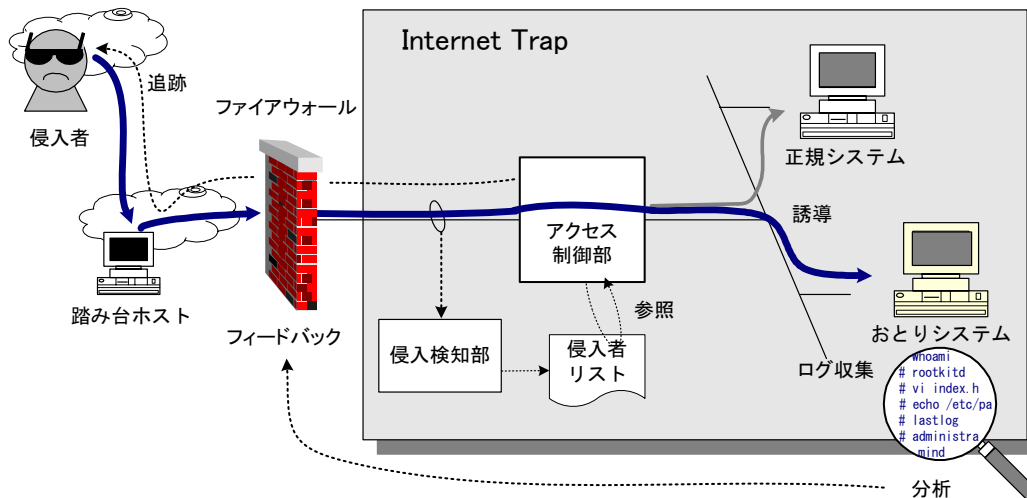 Internet Trap
追跡
侵入者
ファイアウォール
正規システム
誘導
アクセス
制御部
踏み台ホスト
フィードバック
参照
侵入検知部
侵入者
リスト
おとりシステム
ログ収集
whoami
# rootkitd
# vi index.h
# echo /etc/pa
# lastlog
# administra
mind
分析